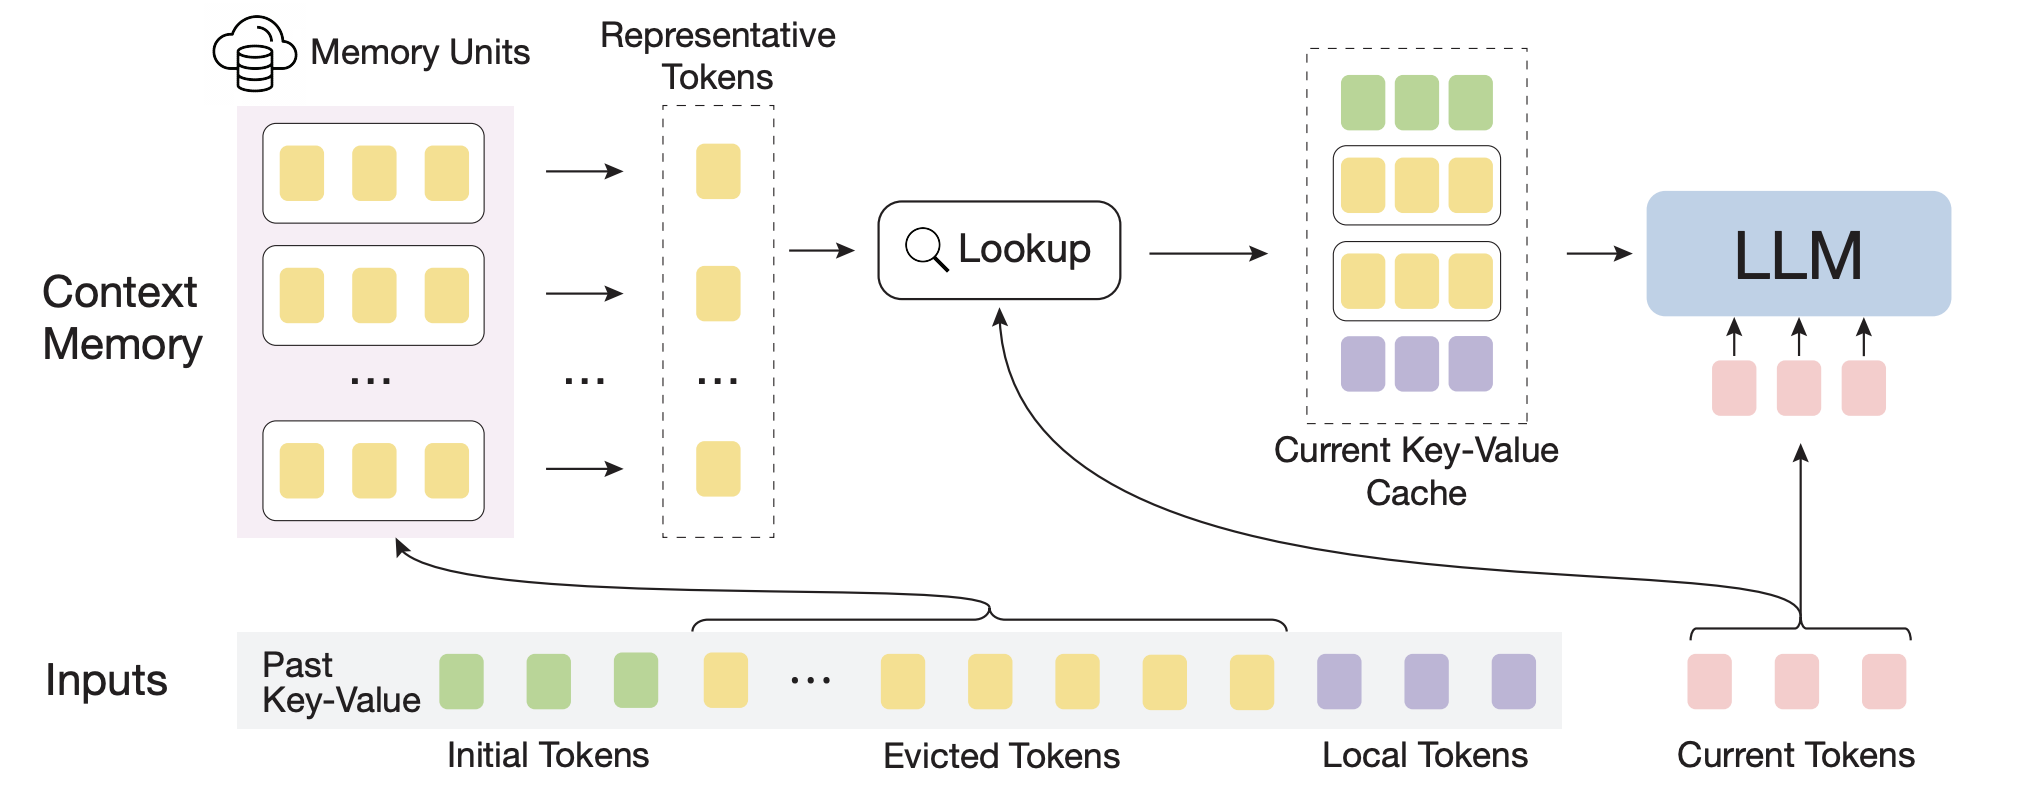 Memory Units
Representative
Tokens
Context
Memory
...
...
...
Lookup
LLM
Current Key-Value
Cache
Inputs
Past
Key-Value
...
Initial Tokens
Evicted Tokens
Local Tokens
Current Tokens